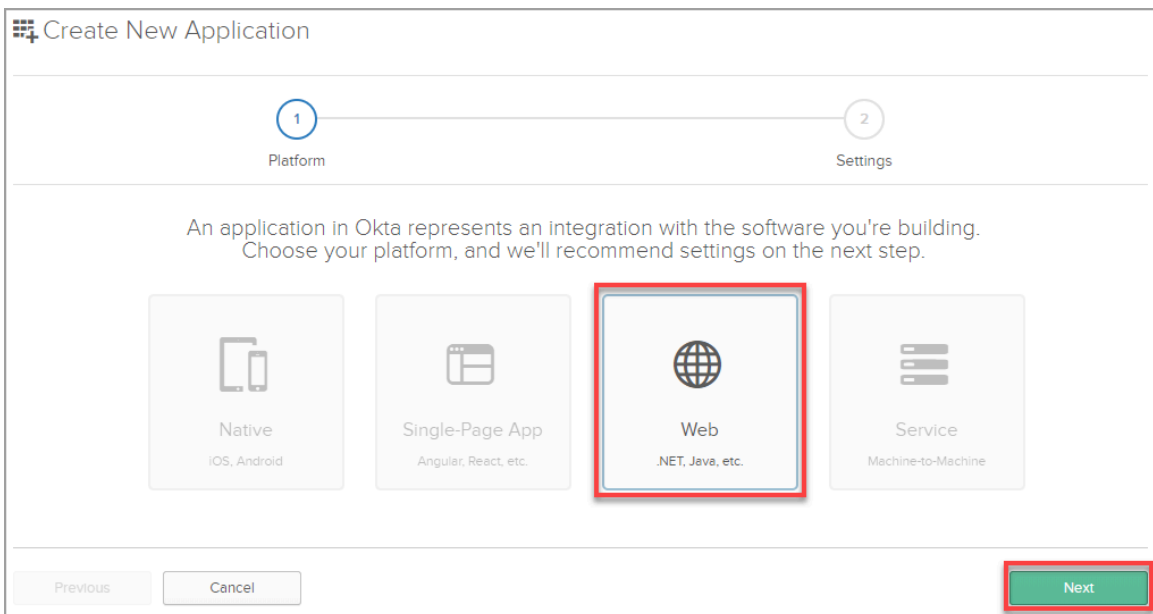 Create New Application
1
2
Platform
Settings
An application in Okta represents an integration with the software you're building.
Choose your platform, and we'll recommend settings on the next step.
Native
iOS, Android
Single-Page App
Angular, React, etc.
Web
.NET, Java, etc.
Service
Machine-to-Machine
Previous
Cancel
Next